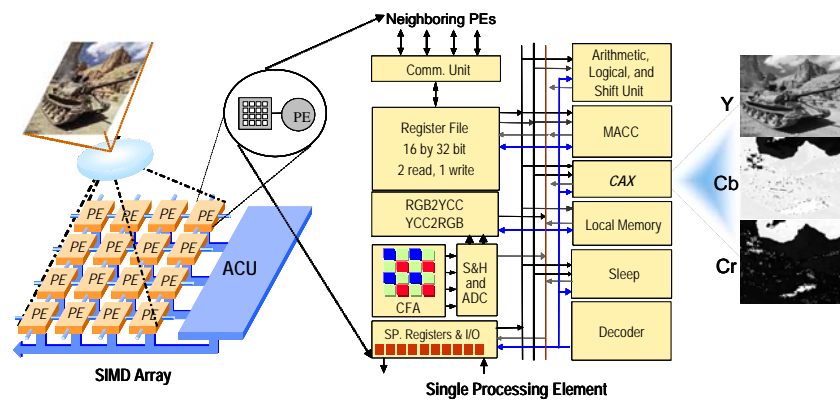 Neighboring PEs
Comm. Unit
Register File
16 by 32 bit
2 read, 1 write
RGB2YCC
YCC2RGB
CFA
S&H
and
ADC
SP. Registers & I/O
Arithmetic,
Logical, and
Shift Unit
MACC
CAX
Local Memory
Sleep
Decoder
Y
Cb
Cr
PE
PE PE PE PE
PE PE PE PE
PE PE PE PE
PE PE PE PE
ACU
SIMD Array
Single Processing Element